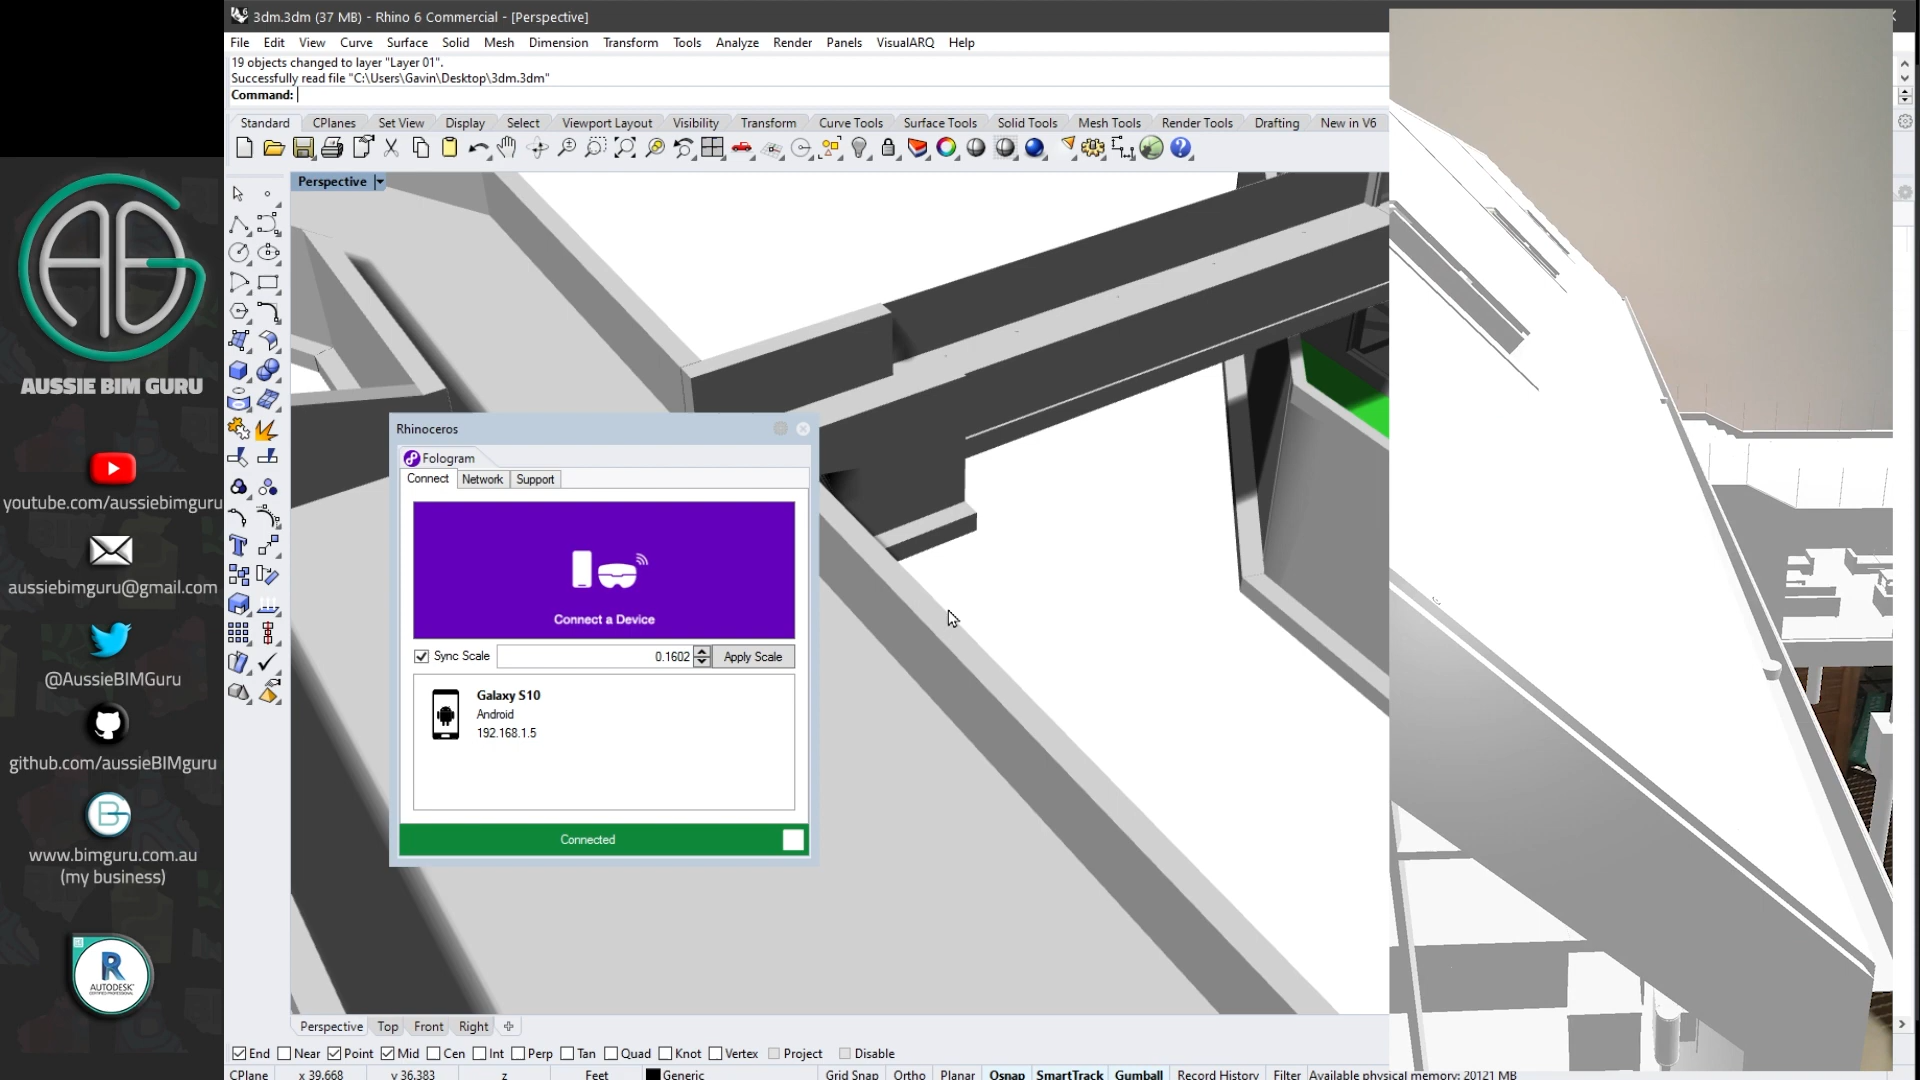 3dm.3dm (37 MB) - Rhino 6 Commercial - [Perspective]
File Edit View Curve Surface Solid Mesh Dimension Transform Tools Analyze Render Panels VisualARQ Help
19 objects changed to layer "Layer 01".
Successfully read file "C:\Users\Gavin\Desktop\3dm.3dm"
Command:
Standard CPlanes Set View Display Select Viewport Layout Visibility Transform Curve Tools Surface Tools Solid Tools Mesh Tools Render Tools Drafting New in V6
Perspective
AUSSIE BIM GURU
youtube.com/aussiebimguru
aussiebimguru@gmail.com
@AussieBIMGuru
github.com/aussieBIMguru
www.bimguru.com.au
(my business)
R
AUTODESK
Rhinoceros
Fologram
Connect Network Support
Connect a Device
Sync Scale 0.1602 Apply Scale
Galaxy S10
Android
192.168.1.5
Connected
Perspective Top Front Right
End Near Point Mid Cen Int Perp Tan Quad Knot Vertex Project Disable
CPlane x 39.668 y 36.383 z Feet Generic Grid Snap Ortho Planar Osnap SmartTrack Gumball Record History Filter Available physical memory: 20121 MB